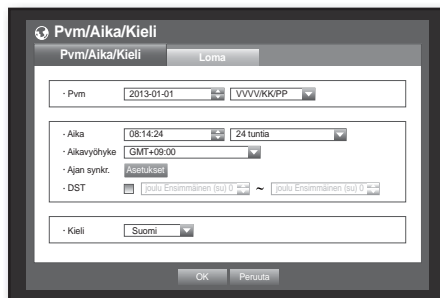 Pvm/Aika/Kieli
Pvm/Aika/Kieli Loma
· Pvm 2013-01-01 VVVV/KK/PP
· Aika 08:14:24 24 tuntia
· Aikavyöhyke GMT+09:00
· Ajan synkr. Asetukset
· DST joulu Ensimmäinen (su) 0 ~ joulu Ensimmäinen (su) 0
· Kieli Suomi
OK Peruuta